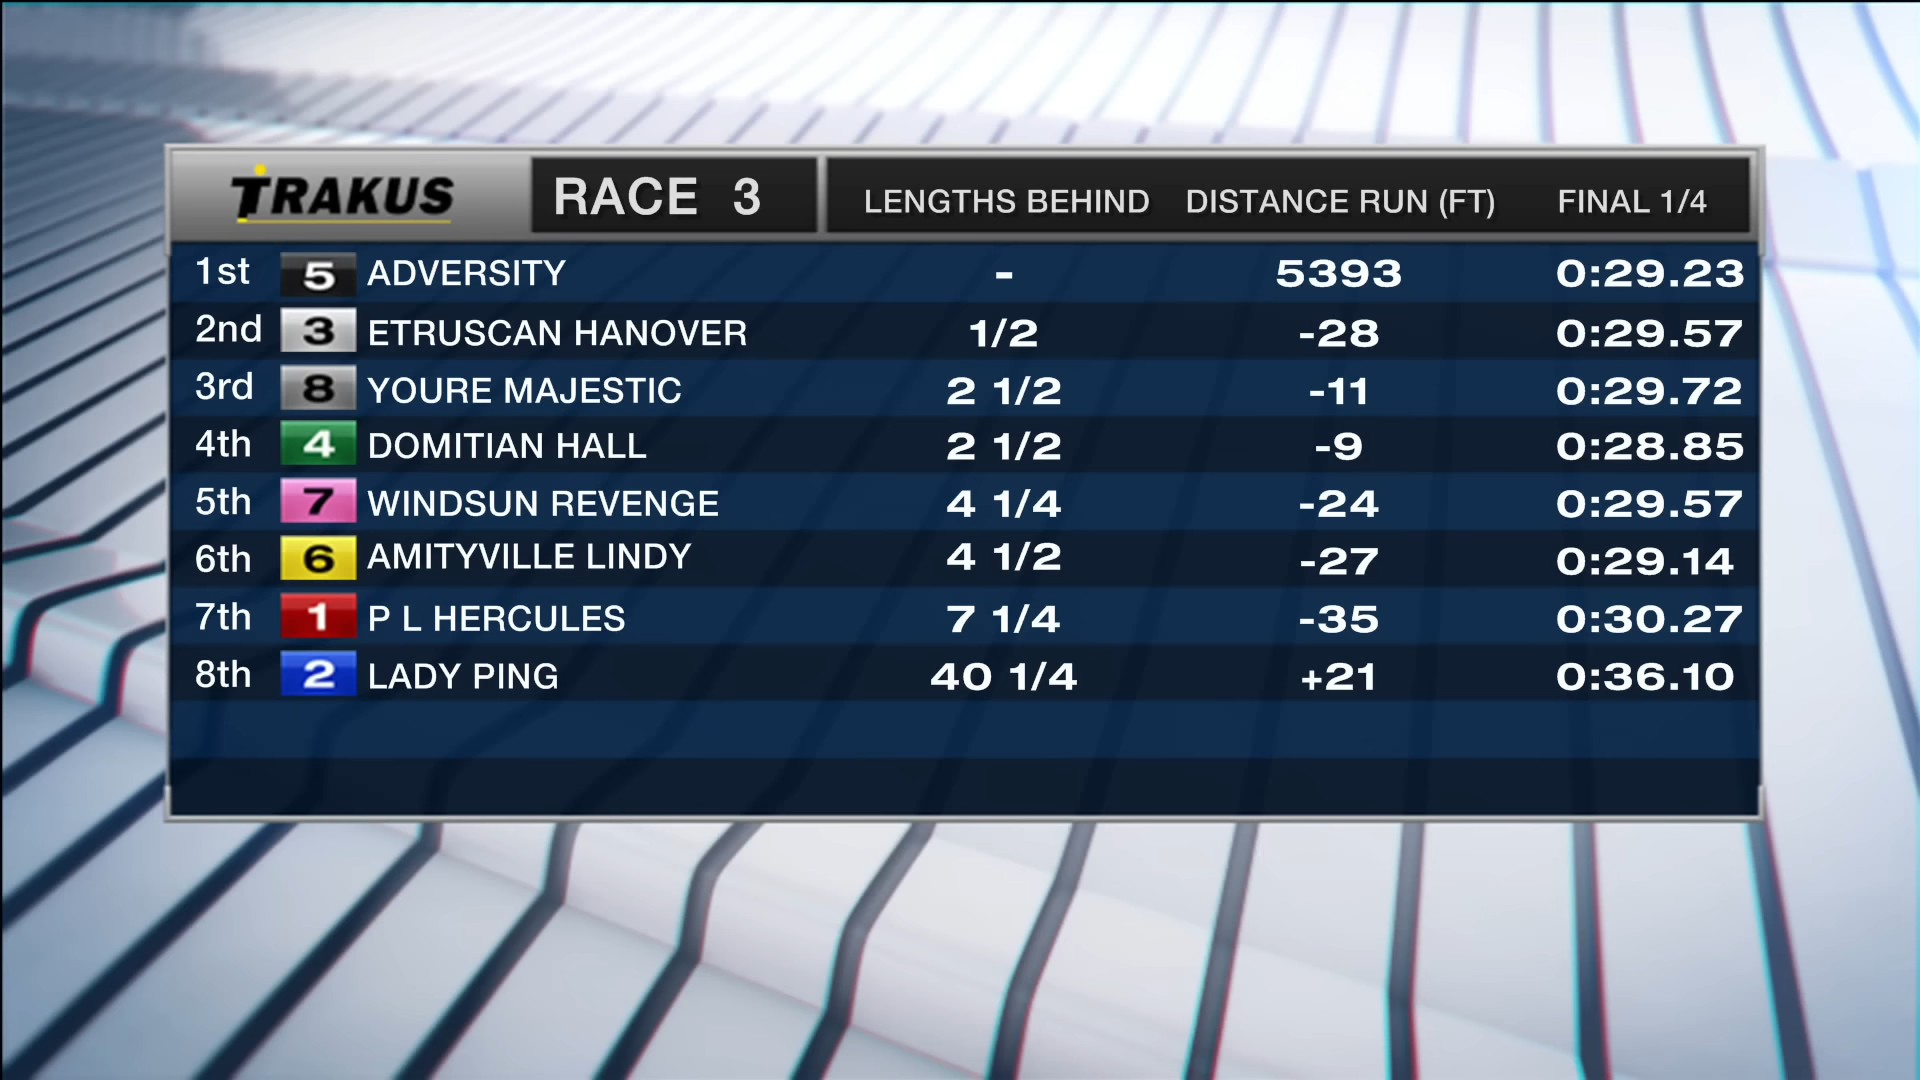 TRAKUS RACE 3 LENGTHS BEHIND DISTANCE RUN (FT) FINAL 1/4
1st 5 ADVERSITY - 5393 0:29.23
2nd 3 ETRUSCAN HANOVER 1/2 -28 0:29.57
3rd 8 YOURE MAJESTIC 2 1/2 -11 0:29.72
4th 4 DOMITIAN HALL 2 1/2 -9 0:28.85
5th 7 WINDSUN REVENGE 4 1/4 -24 0:29.57
6th 6 AMITYVILLE LINDY 4 1/2 -27 0:29.14
7th 1 P L HERCULES 7 1/4 -35 0:30.27
8th 2 LADY PING 40 1/4 +21 0:36.10